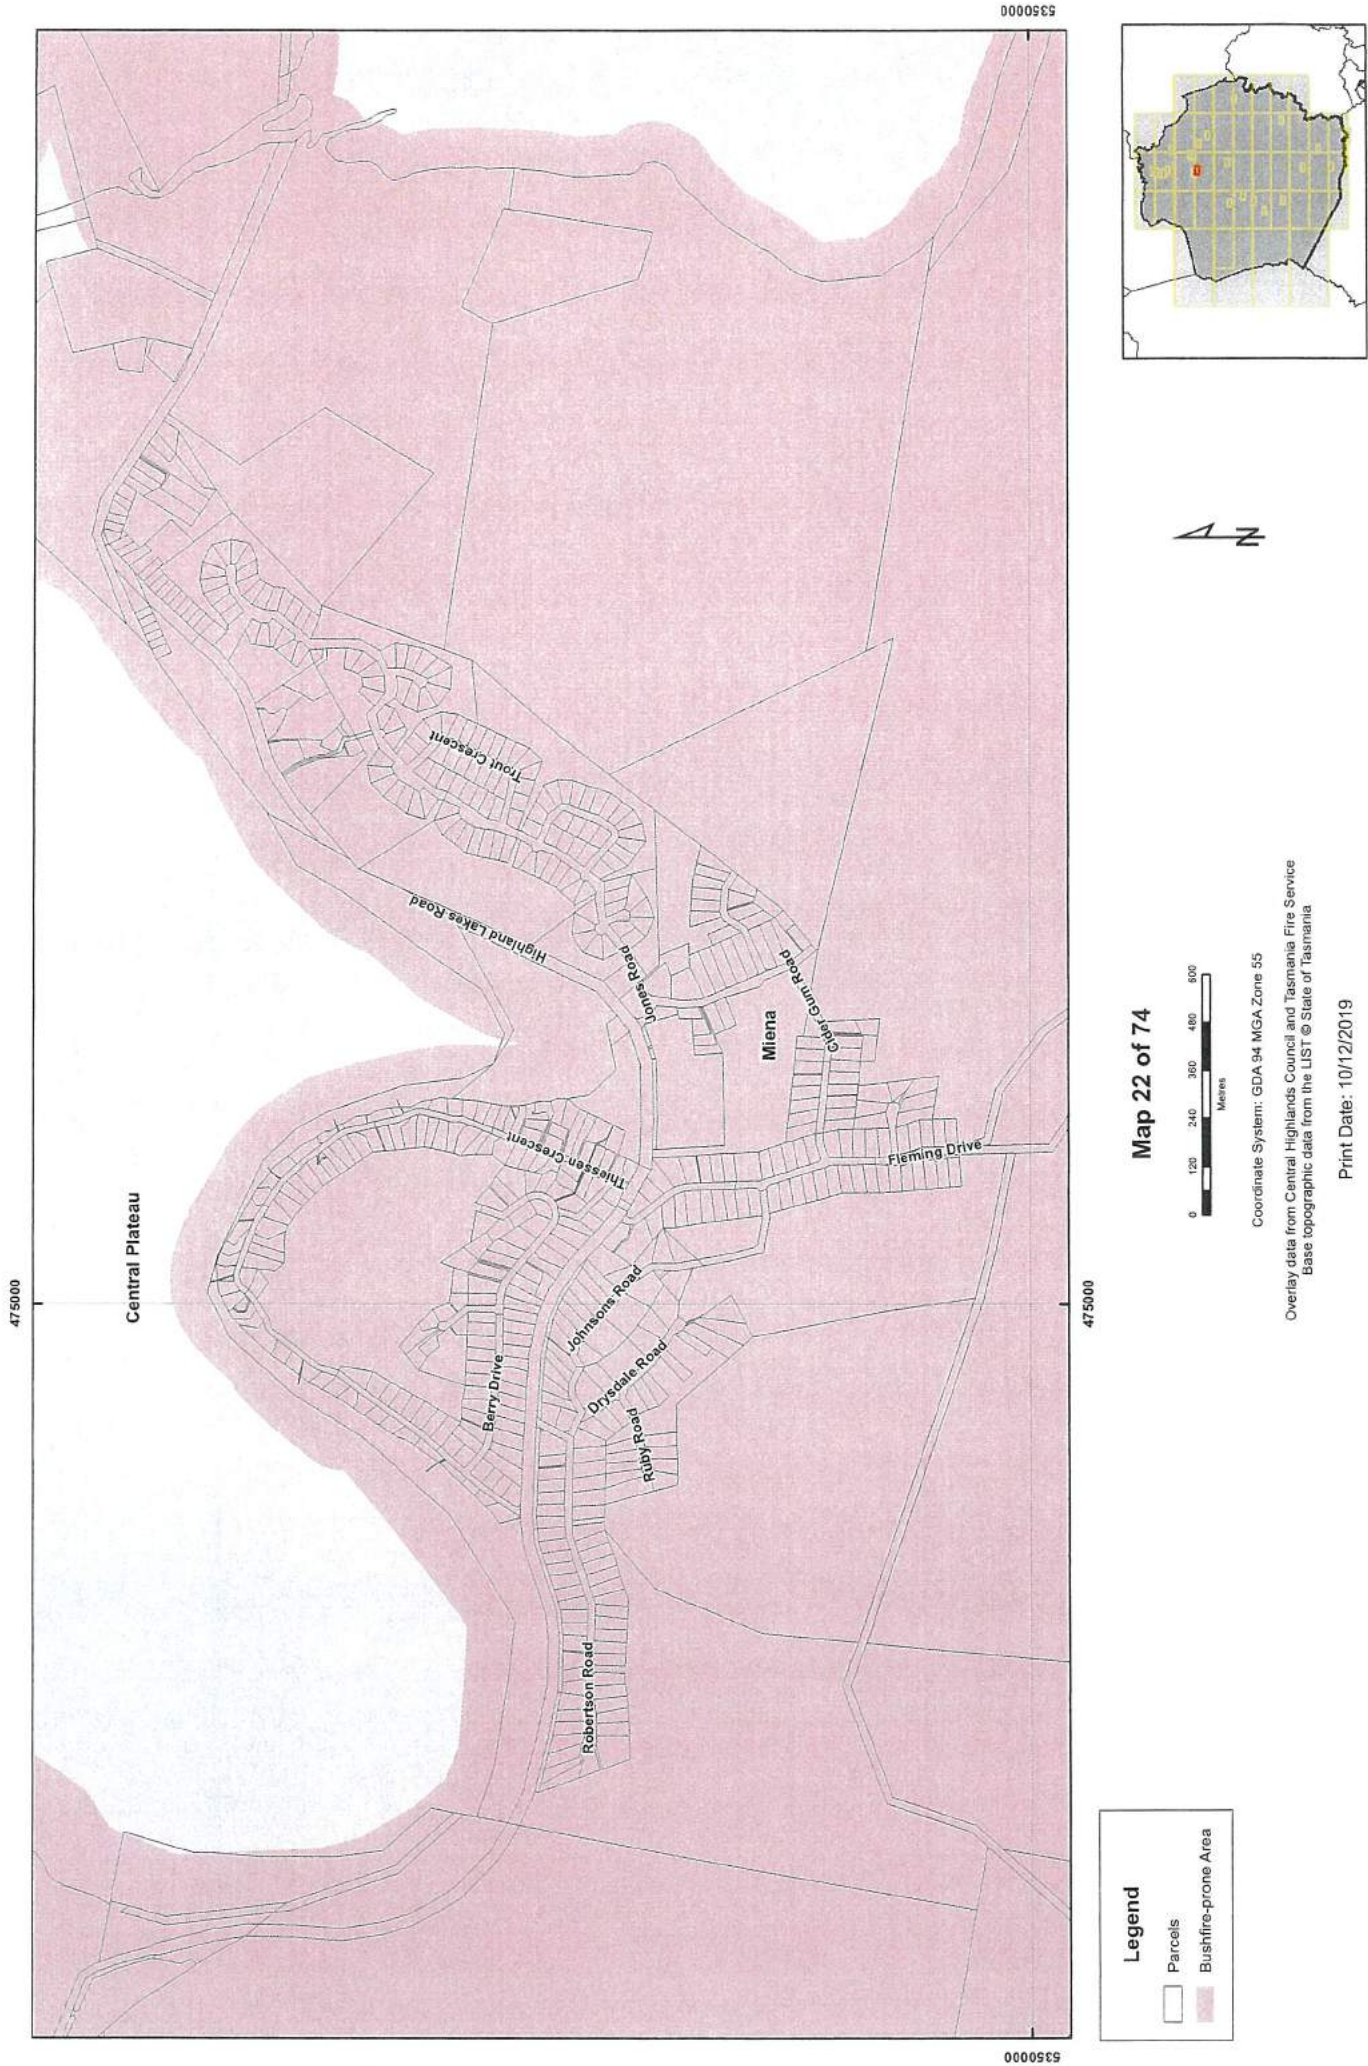 475000
5350000
5350000
Central Plateau
Highland Lakes Road
Trout Crescent
Thiessen Crescent
Jones Road
Berry Drive
Johnsons Road
Drysdale Road
Ruby Road
Miena
Cider Gum Road
Robertson Road
Fleming Drive
475000
Legend
Parcels
Bushfire-prone Area
Map 22 of 74
0 120 240 360 480 600
Metres
Coordinate System: GDA 94 MGA Zone 55
Overlay data from Central Highlands Council and Tasmania Fire Service
Base topographic data from the LIST © State of Tasmania
Print Date: 10/12/2019
N